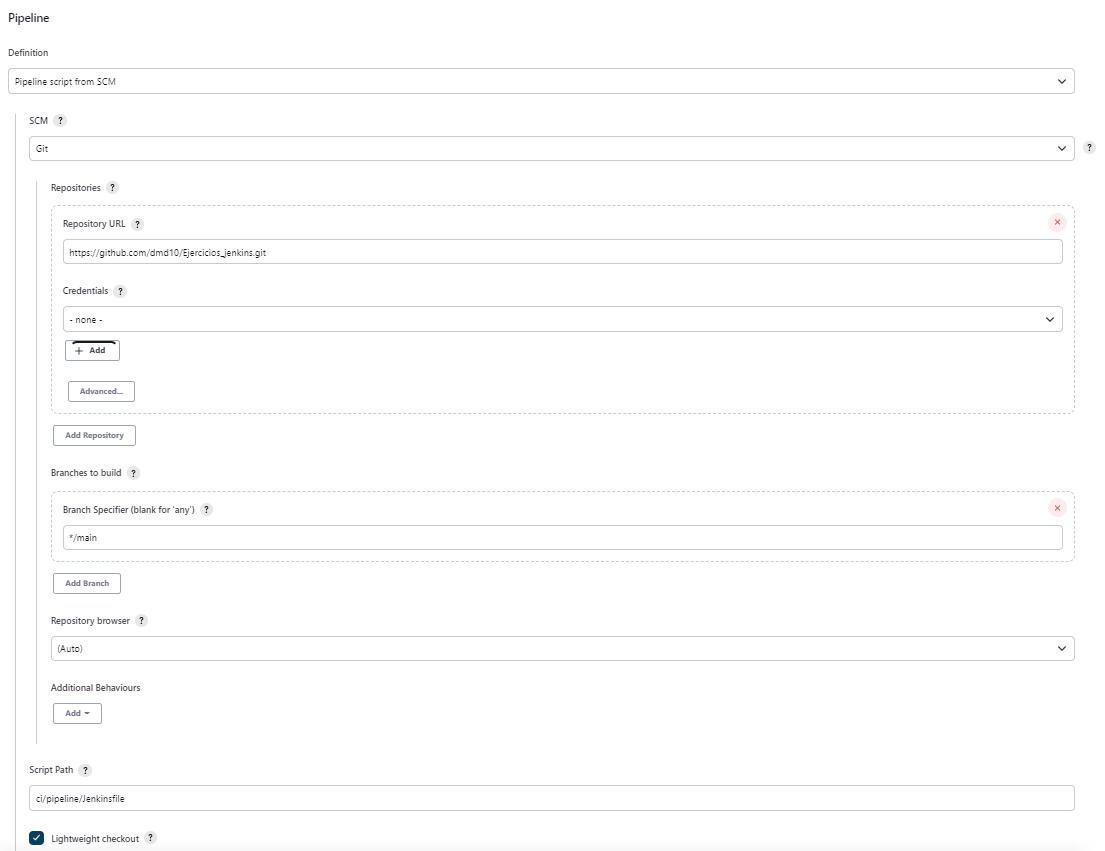 Pipeline
Definition
Pipeline script from SCM
SCM ?
Git
?
Repositories ?
Repository URL ?
https://github.com/dmd10/Ejercicios_jenkins.git
Credentials ?
- none -
+ Add
Advanced...
Add Repository
Branches to build ?
Branch Specifier (blank for 'any') ?
*/main
Add Branch
Repository browser ?
(Auto)
Additional Behaviours
Add
Script Path ?
ci/pipeline/Jenkinsfile
Lightweight checkout ?